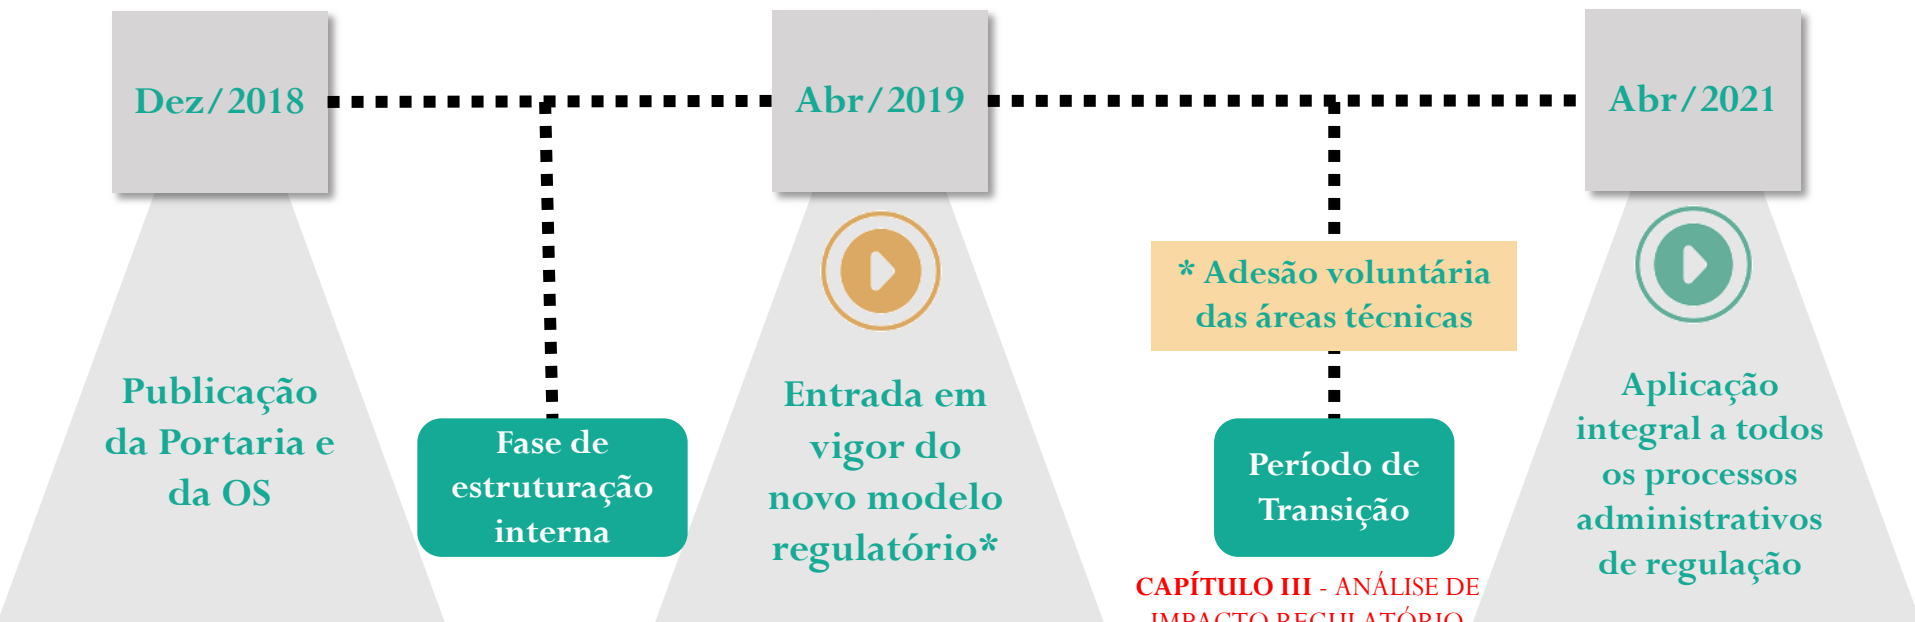 Dez/2018
Abr/2019
Abr/2021
* Adesão voluntária
das áreas técnicas
Publicação
da Portaria e
da OS
Fase de
estruturação
interna
Entrada em
vigor do
novo modelo
regulatório*
Período de
Transição
Aplicação
integral a todos
os processos
administrativos
de regulação
CAPÍTULO III - ANÁLISE DE
IMPACTO REGULATÓRIO